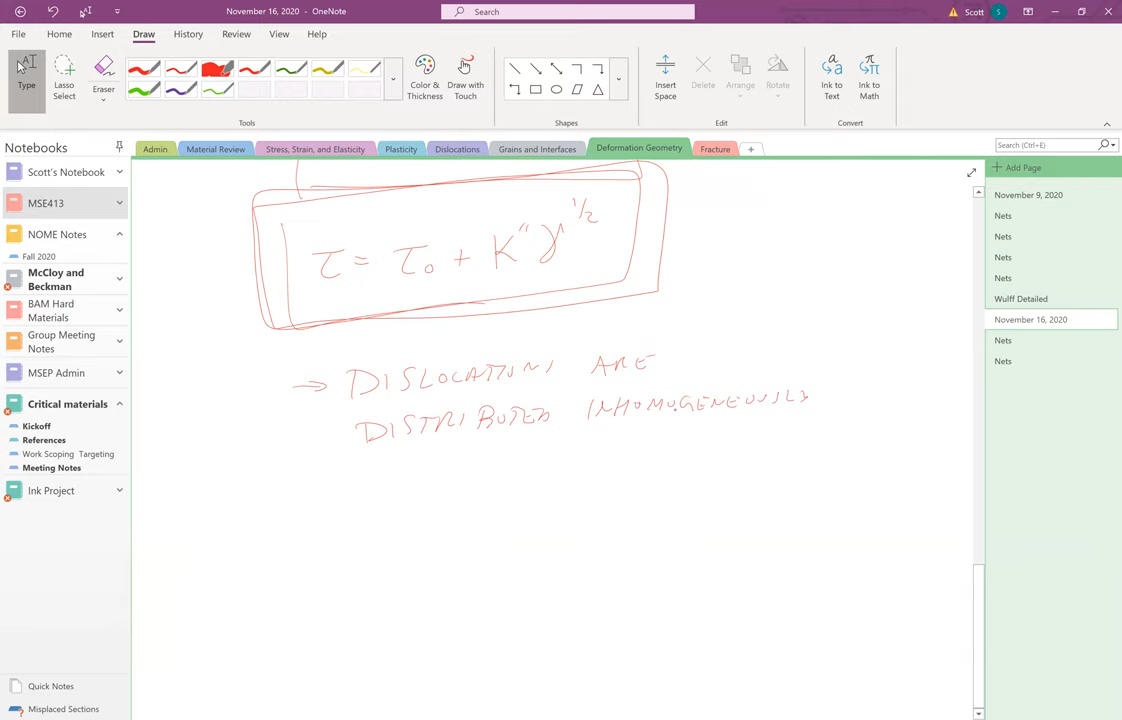 November 16, 2020 - OneNote
Search
Scott
S
File
Home
Insert
Draw
History
Review
View
Help
Type
Lasso Select
Eraser
Color & Thickness
Draw with Touch
Insert Space
Delete
Arrange
Rotate
Ink to Text
Ink to Math
Tools
Shapes
Edit
Convert
Notebooks
Admin
Material Review
Stress, Strain, and Elasticity
Plasticity
Dislocations
Grains and Interfaces
Deformation Geometry
Fracture
Search (Ctrl+E)
Scott's Notebook
MSE413
NOME Notes
Fall 2020
McCloy and
Beekman
BAM Hard
Materials
Group Meeting
Notes
MSEP Admin
Critical materials
Kickoff
References
Work Scoping Targeting
Meeting Notes
Ink Project
Quick Notes
Misplaced Sections
τ = τ₀ + K" γ^1/2
→ DISLOCATIONS ARE
DISTRIBUTED INHOMOGENEOUSLY
Add Page
November 9, 2020
Nets
Nets
Nets
Nets
Wulff Detailed
November 16, 2020
Nets
Nets